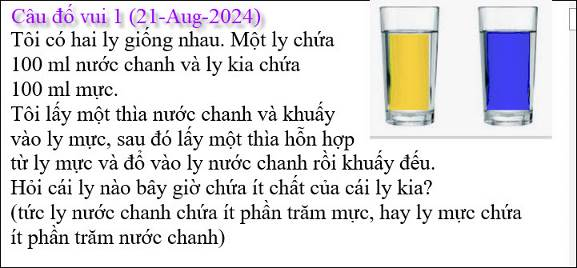 Câu đố vui 1 (21-Aug-2024)
Tôi có hai ly giống nhau. Một ly chứa
100 ml nước chanh và ly kia chứa
100 ml mực.
Tôi lấy một thìa nước chanh và khuấy
vào ly mực, sau đó lấy một thìa hỗn hợp
từ ly mực và đổ vào ly nước chanh rồi khuấy đếu.
Hỏi cái ly nào bây giờ chứa ít chất của cái ly kia?
(tức ly nước chanh chứa ít phần trăm mực, hay ly mực chứa
ít phần trăm nước chanh)